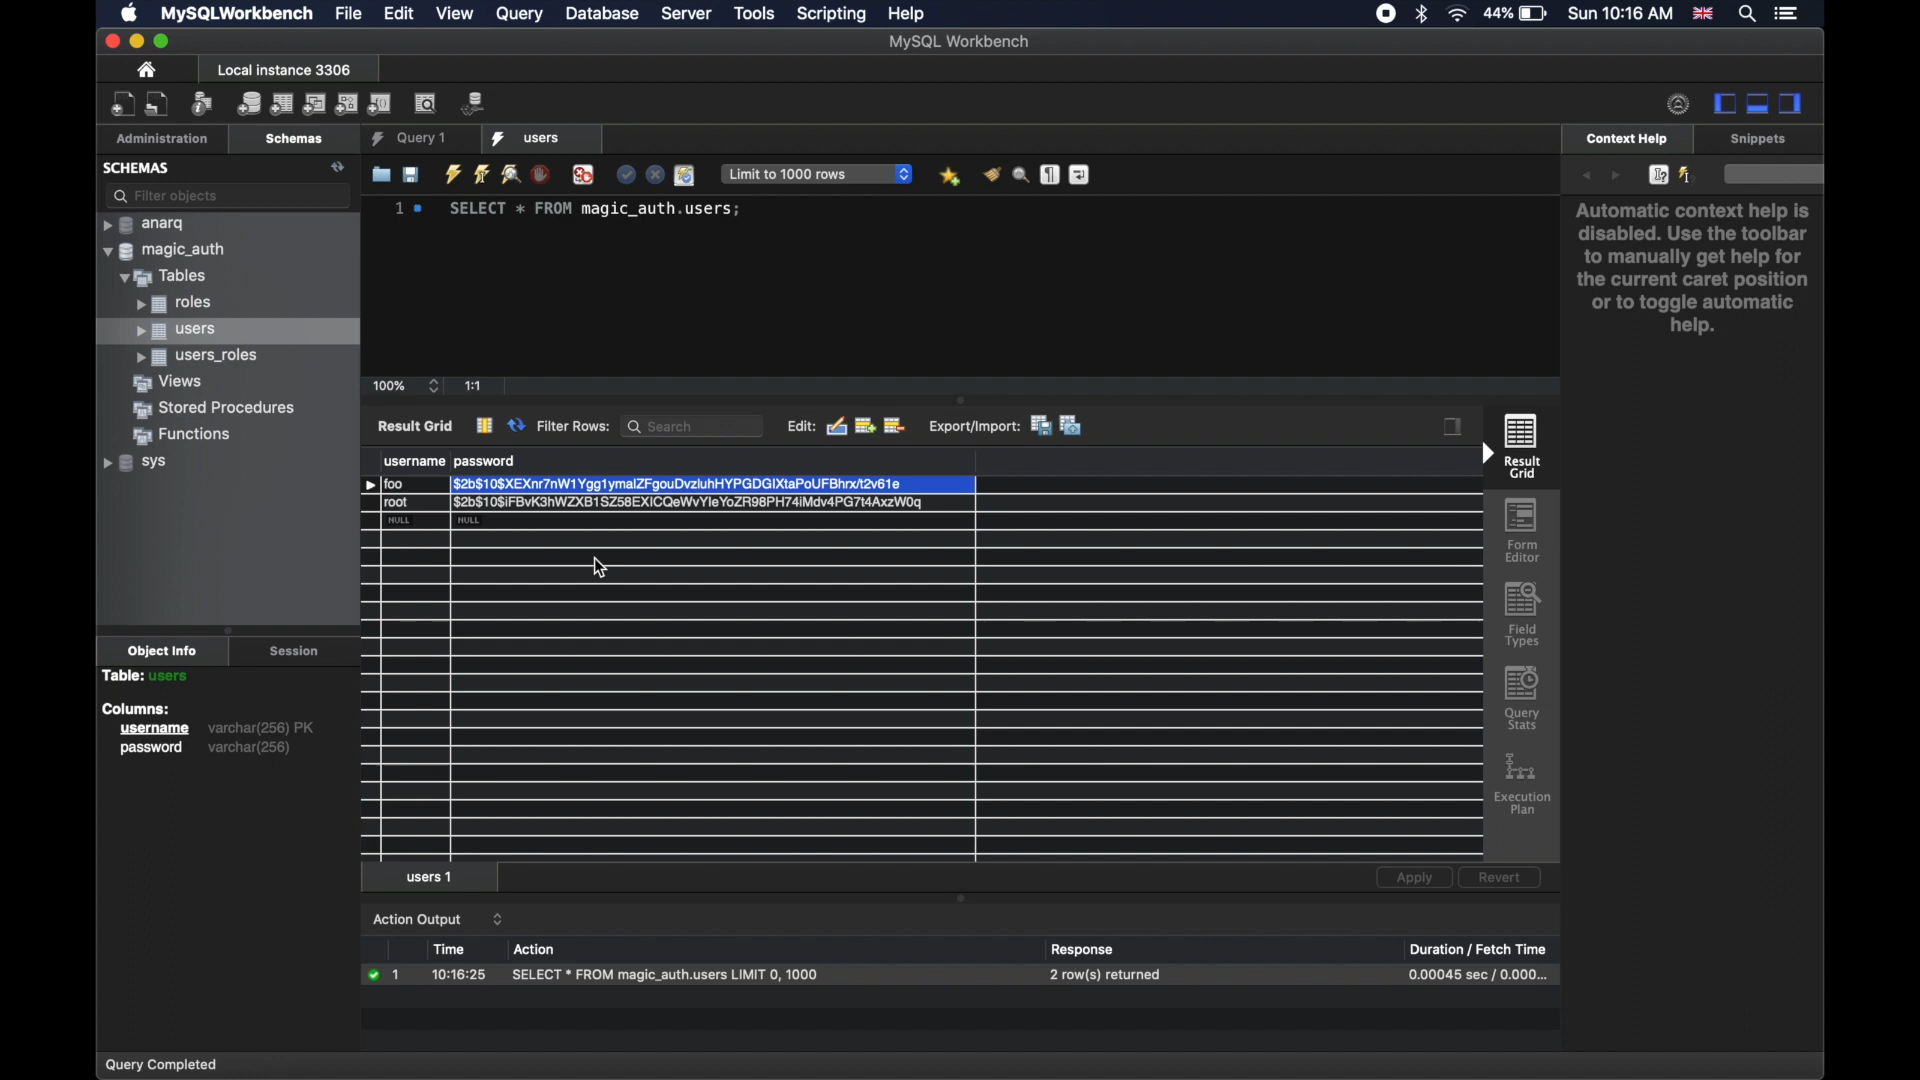 MySQLWorkbench File Edit View Query Database Server Tools Scripting Help 44% Sun 10:16 AM
MySQL Workbench
Local instance 3306
Administration Schemas Query 1 users Context Help Snippets
SCHEMAS
Filter objects
Limit to 1000 rows
1 SELECT * FROM magic_auth.users;
Automatic context help is
disabled. Use the toolbar
to manually get help for
the current caret position
or to toggle automatic
help.
anarq
magic_auth
Tables
roles
users
users_roles
Views
Stored Procedures
Functions
sys
100% 1:1
Result Grid Filter Rows: Search Edit: Export/Import:
username password
foo
root
NULL NULL
Result
Grid
Form
Editor
Field
Types
Query
Stats
Execution
Plan
Object Info Session
Table: users
Columns:
username varchar(256) PK
password varchar(256)
users 1 Apply Revert
Action Output
Time Action Response Duration / Fetch Time
1 10:16:25 SELECT * FROM magic_auth.users LIMIT 0, 1000 2 row(s) returned 0.00045 sec / 0.000...
Query Completed